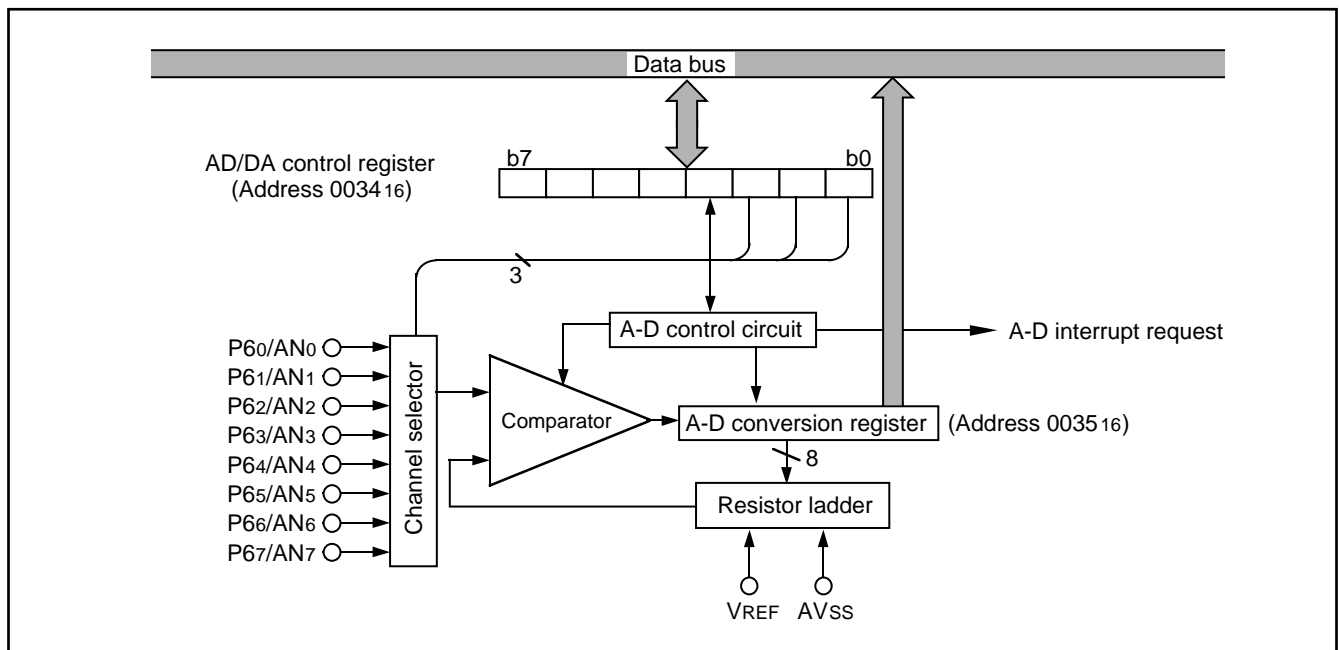 Data bus
AD/DA control register
(Address 0034₁₆)
b7
b0
3
A-D control circuit
A-D interrupt request
P6₀/AN₀
P6₁/AN₁
P6₂/AN₂
P6₃/AN₃
P6₄/AN₄
P6₅/AN₅
P6₆/AN₆
P6₇/AN₇
Channel selector
Comparator
A-D conversion register
(Address 0035₁₆)
8
Resistor ladder
VREF
AVSS